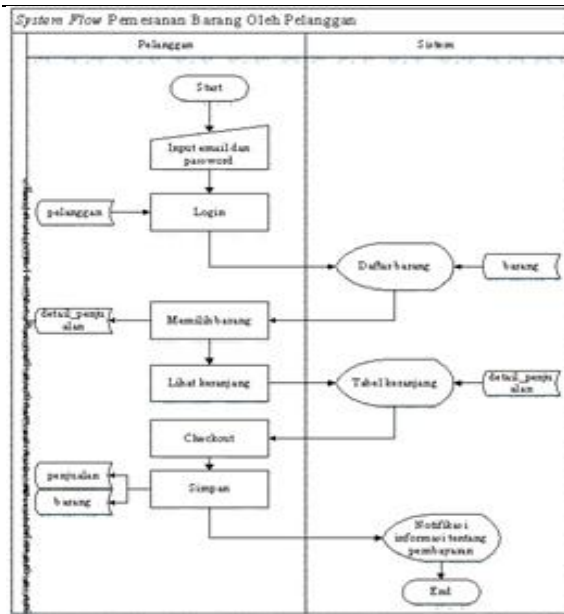 System Flow Pemesanan Barang Oleh Pelanggan
Pelanggan
Sistem
Start
Input email dan
password
pelanggan
Login
Daftar barang
barang
detail_penju
alan
Memilih barang
Lihat keranjang
Tabel keranjang
detail_penju
alan
Checkout
penjualan
Simpan
barang
Notifikasi
informasi tentang
pembayaran
End